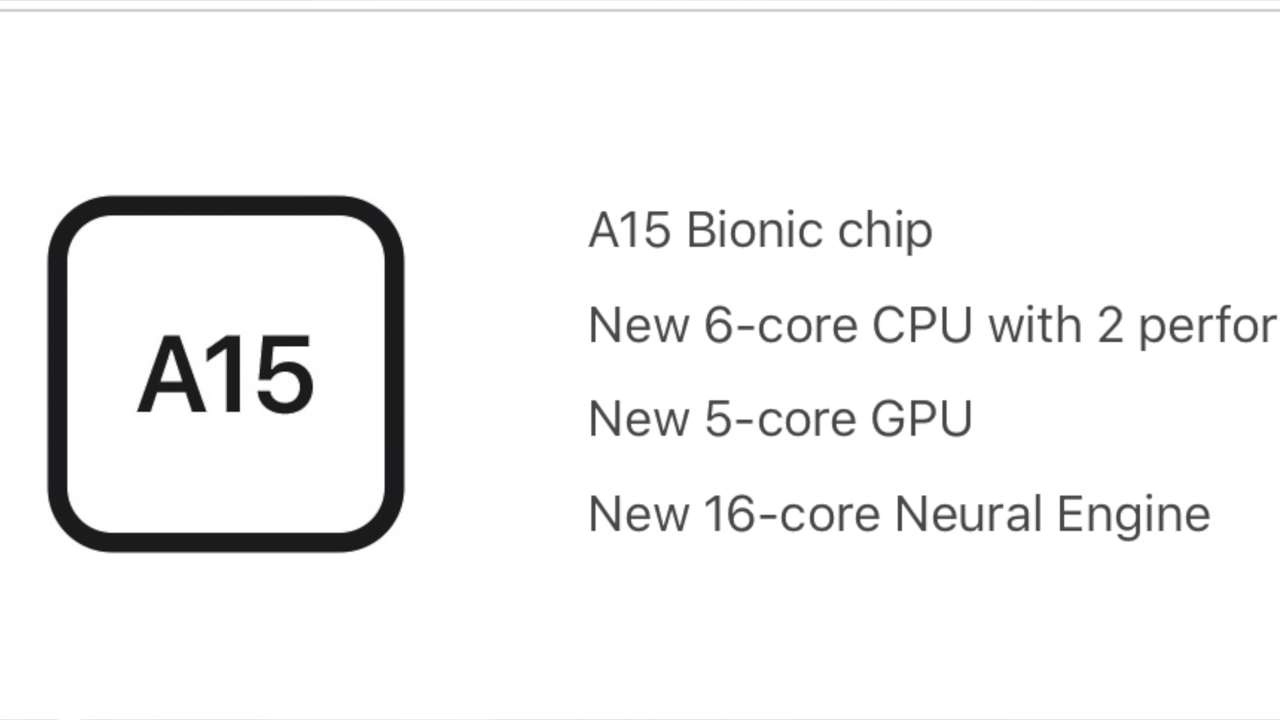 A15
A15 Bionic chip
New 6-core CPU with 2 perfor
New 5-core GPU
New 16-core Neural Engine